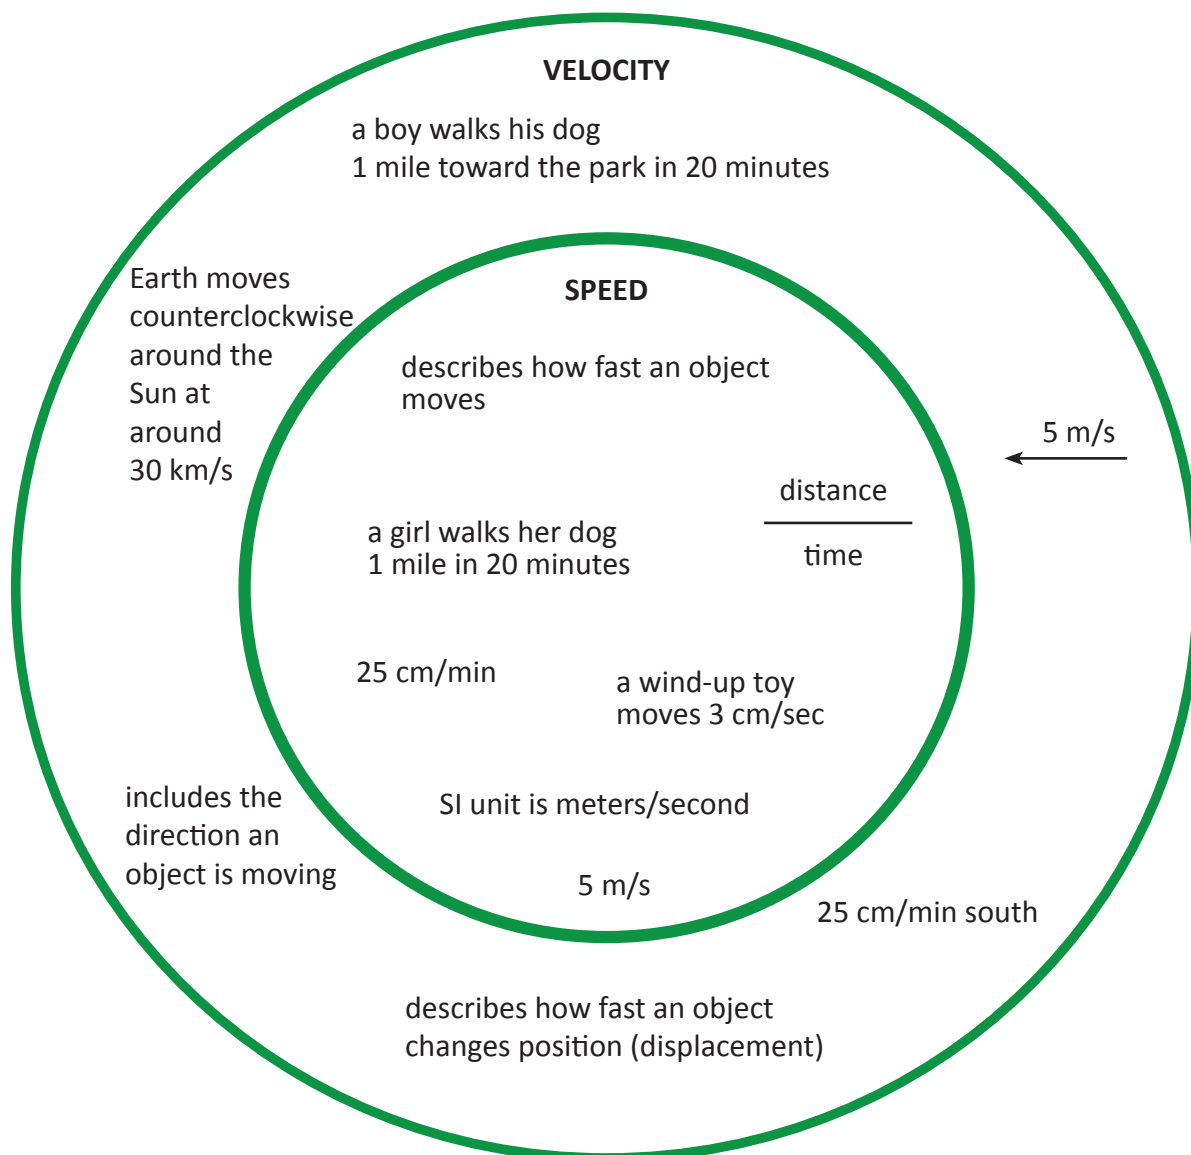 VELOCITY
a boy walks his dog
1 mile toward the park in 20 minutes
Earth moves
counterclockwise
around the
Sun at
around
30 km/s
SPEED
describes how fast an object
moves
5 m/s
distance
time
a girl walks her dog
1 mile in 20 minutes
25 cm/min
a wind-up toy
moves 3 cm/sec
includes the
direction an
object is moving
SI unit is meters/second
5 m/s
25 cm/min south
describes how fast an object
changes position (displacement)